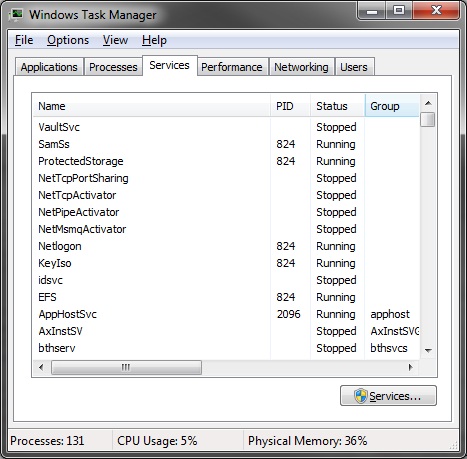 Windows Task Manager
File Options View Help
Applications Processes Services Performance Networking Users
Name PID Status Group
VaultSvc Stopped
SamSs 824 Running
ProtectedStorage 824 Running
NetTcpPortSharing Stopped
NetTcpActivator Stopped
NetPipeActivator Stopped
NetMsmqActivator Stopped
Netlogon 824 Running
KeyIso 824 Running
idsvc Stopped
EFS 824 Running
AppHostSvc 2096 Running apphost
AxInstSV Stopped AxInstSVG
bthserv Stopped bthsvcs
Services...
Processes: 131 CPU Usage: 5% Physical Memory: 36%